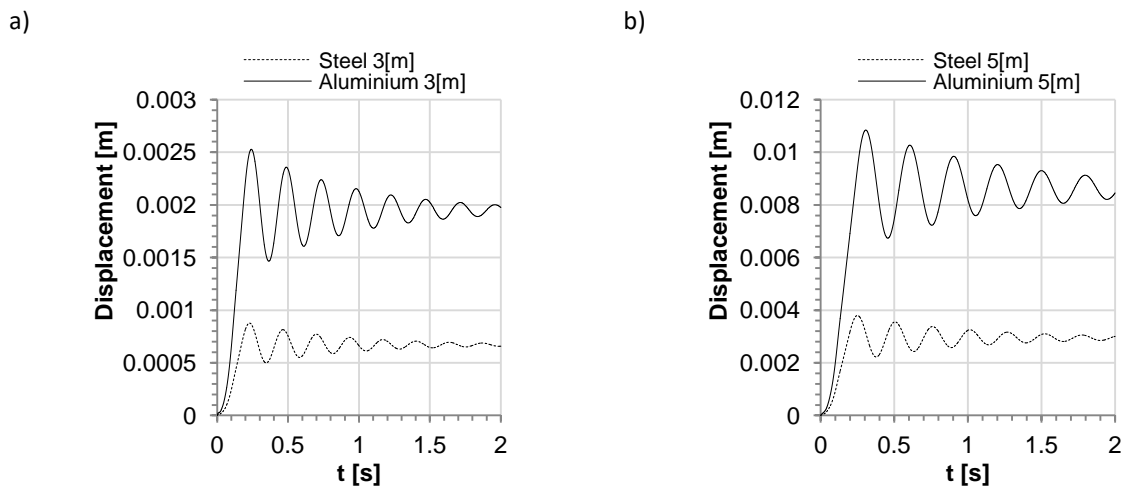 a)
Steel 3[m]
Aluminium 3[m]
0.003
0.0025
0.002
0.0015
0.001
0.0005
0
Displacement [m]
0 0.5 1 1.5 2
t [s]
b)
Steel 5[m]
Aluminium 5[m]
0.012
0.01
0.008
0.006
0.004
0.002
0
Displacement [m]
0 0.5 1 1.5 2
t [s]